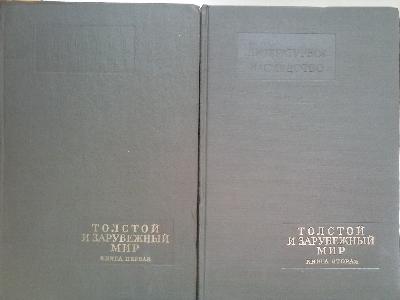 ТОЛСТОЙ
И ЗАРУБЕЖНЫЙ
МИР
КНИГА ПЕРВАЯ
ЛИТЕРАТУРНОЕ
НАСЛЕДСТВО
ТОЛСТОЙ
И ЗАРУБЕЖНЫЙ
МИР
КНИГА ВТОРАЯ